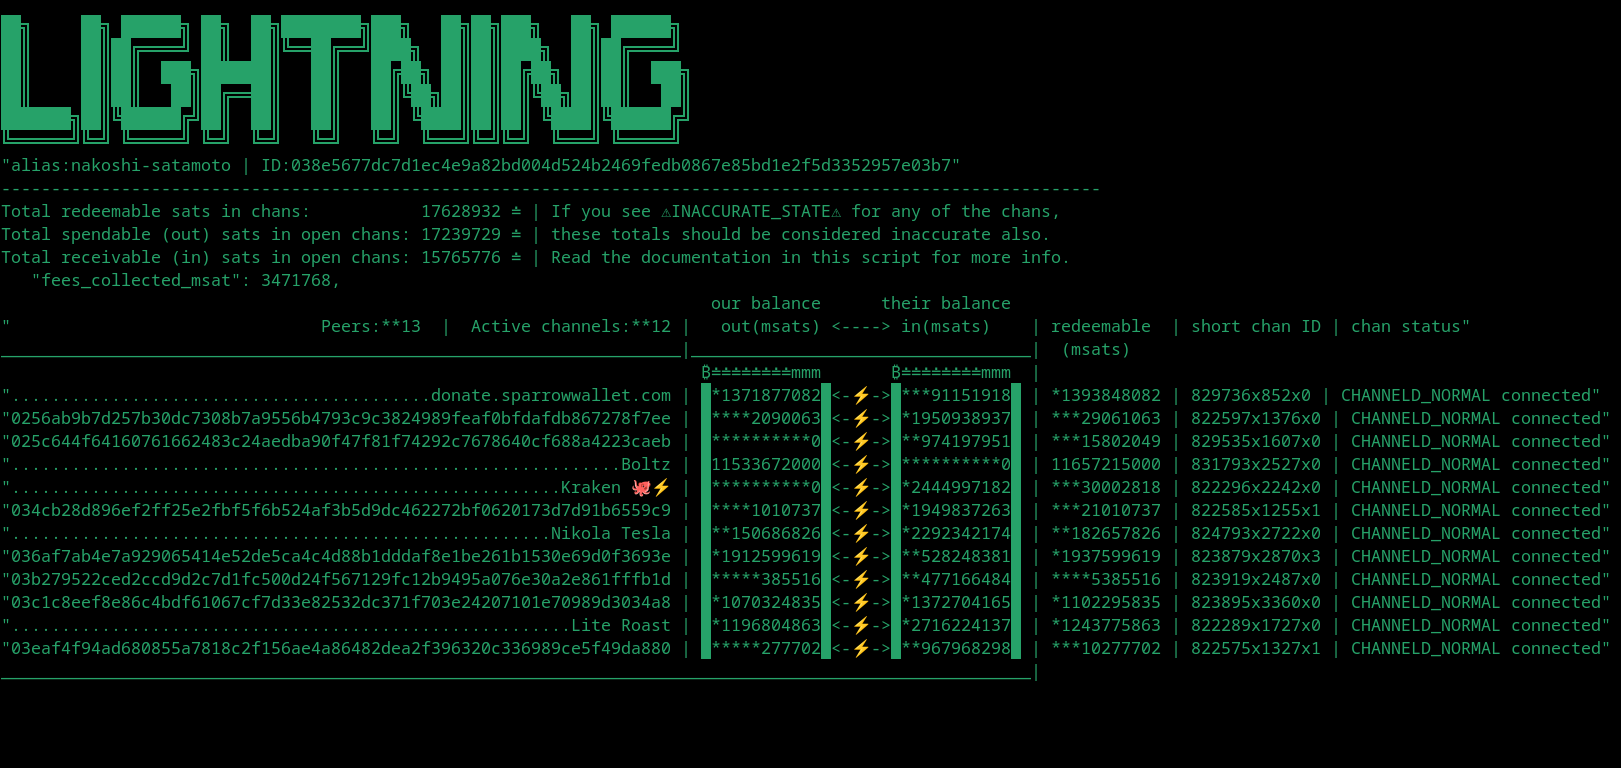 LIGHTNING
"alias:nakoshi-satamoto | ID:038e5677dc7d1ec4e9a82bd004d524b2469fedb0867e85bd1e2f5d3352957e03b7"
--------------------------------------------------------------------------------------------------------------
Total redeemable sats in chans:           17628932 ≐ | If you see ⚠INACCURATE_STATE⚠ for any of the chans,
Total spendable (out) sats in open chans: 17239729 ≐ | these totals should be considered inaccurate also.
Total receivable (in) sats in open chans: 15765776 ≐ | Read the documentation in this script for more info.
   "fees_collected_msat": 3471768,
our balance      their balance
"                               Peers:**13  |  Active channels:**12 |   out(msats) <----> in(msats)    | redeemable  | short chan ID | chan status"
____________________________________________________________________|__________________________________|  (msats)
₿≐≐≐≐≐≐≐≐mmm       ₿≐≐≐≐≐≐≐≐mmm  |
"..........................................donate.sparrowwallet.com | █*1371877082█<-⚡->█***91151918█ | *1393848082 | 829736x852x0 | CHANNELD_NORMAL connected"
"0256ab9b7d257b30dc7308b7a9556b4793c9c3824989feaf0bfdafdb867278f7ee | █****2090063█<-⚡->█*1950938937█ | ***29061063 | 822597x1376x0 | CHANNELD_NORMAL connected"
"025c644f64160761662483c24aedba90f47f81f74292c7678640cf688a4223caeb | █**********0█<-⚡->█**974197951█ | ***15802049 | 829535x1607x0 | CHANNELD_NORMAL connected"
".............................................................Boltz | █11533672000█<-⚡->█**********0█ | 11657215000 | 831793x2527x0 | CHANNELD_NORMAL connected"
".......................................................Kraken 🐙⚡ | █**********0█<-⚡->█*2444997182█ | ***30002818 | 822296x2242x0 | CHANNELD_NORMAL connected"
"034cb28d896ef2ff25e2fbf5f6b524af3b5d9dc462272bf0620173d7d91b6559c9 | █****1010737█<-⚡->█*1949837263█ | ***21010737 | 822585x1255x1 | CHANNELD_NORMAL connected"
"......................................................Nikola Tesla | █**150686826█<-⚡->█*2292342174█ | **182657826 | 824793x2722x0 | CHANNELD_NORMAL connected"
"036af7ab4e7a929065414e52de5ca4c4d88b1dddaf8e1be261b1530e69d0f3693e | █*1912599619█<-⚡->█**528248381█ | *1937599619 | 823879x2870x3 | CHANNELD_NORMAL connected"
"03b279522ced2ccd9d2c7d1fc500d24f567129fc12b9495a076e30a2e861fffb1d | █*****385516█<-⚡->█**477166484█ | ****5385516 | 823919x2487x0 | CHANNELD_NORMAL connected"
"03c1c8eef8e86c4bdf61067cf7d33e82532dc371f703e24207101e70989d3034a8 | █*1070324835█<-⚡->█*1372704165█ | *1102295835 | 823895x3360x0 | CHANNELD_NORMAL connected"
"........................................................Lite Roast | █*1196804863█<-⚡->█*2716224137█ | *1243775863 | 822289x1727x0 | CHANNELD_NORMAL connected"
"03eaf4f94ad680855a7818c2f156ae4a86482dea2f396320c336989ce5f49da880 | █*****277702█<-⚡->█**967968298█ | ***10277702 | 822575x1327x1 | CHANNELD_NORMAL connected"